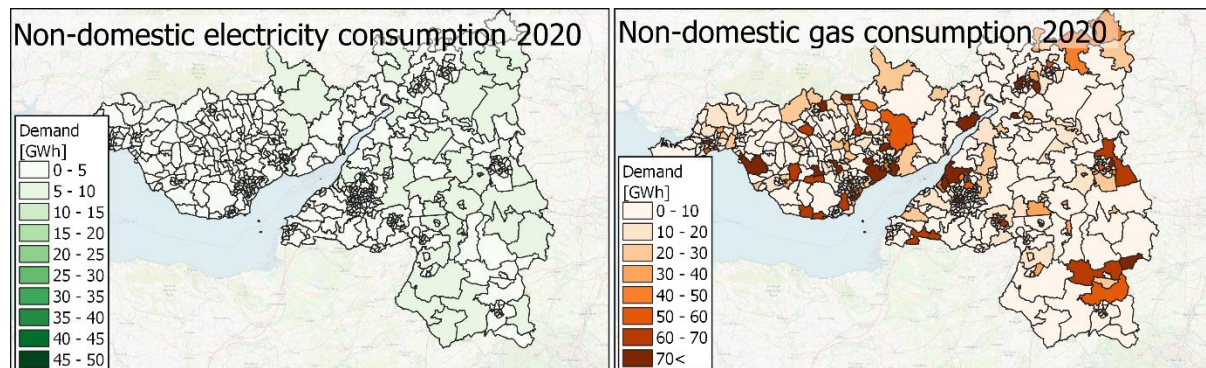 Non-domestic electricity consumption 2020
Demand
[GWh]
0 - 5
5 - 10
10 - 15
15 - 20
20 - 25
25 - 30
30 - 35
35 - 40
40 - 45
45 - 50
Non-domestic gas consumption 2020
Demand
[GWh]
0 - 10
10 - 20
20 - 30
30 - 40
40 - 50
50 - 60
60 - 70
70<